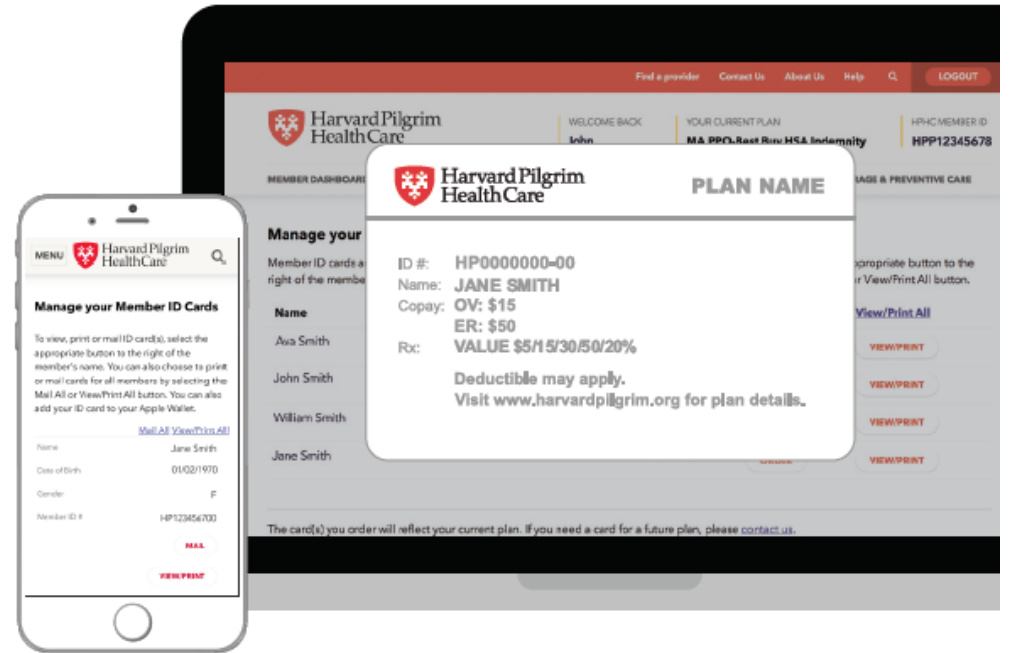 Find a provider Contact Us About Us Help LOGOUT
Harvard Pilgrim
Health Care
WELCOME BACK
John
YOUR CURRENT PLAN
MA PPO-Best Buy HSA Indemnity
HPHC MEMBER ID
HPP12345678
MEMBER DASHBOARD
& PREVENTIVE CARE
Manage your
Member ID cards
right of the
button to the
View/Print All button.
Name
View/Print All
Ava Smith VIEW/PRINT
John Smith VIEW/PRINT
William Smith VIEW/PRINT
Jane Smith ORDER VIEW/PRINT
The card(s) you order will reflect your current plan. If you need a card for a future plan, please contact us.
Harvard Pilgrim
Health Care
PLAN NAME
ID #: HP0000000-00
Name: JANE SMITH
Copay: OV: $15
ER: $50
Rx: VALUE $5/15/30/50/20%
Deductible may apply.
Visit www.harvardpilgrim.org for plan details.
MENU
Harvard Pilgrim
Health Care
Manage your Member ID Cards
To view, print or mail ID card(s), select the
appropriate button to the right of the
member's name. You can also choose to print
or mail cards for all members by selecting the
Mail All or View/Print All button. You can also
add your ID card to your Apple Wallet.
Mail All View/Print All
Name Jane Smith
Date of Birth 01/02/1970
Gender F
Member ID # HP123456700
MAIL
VIEW/PRINT